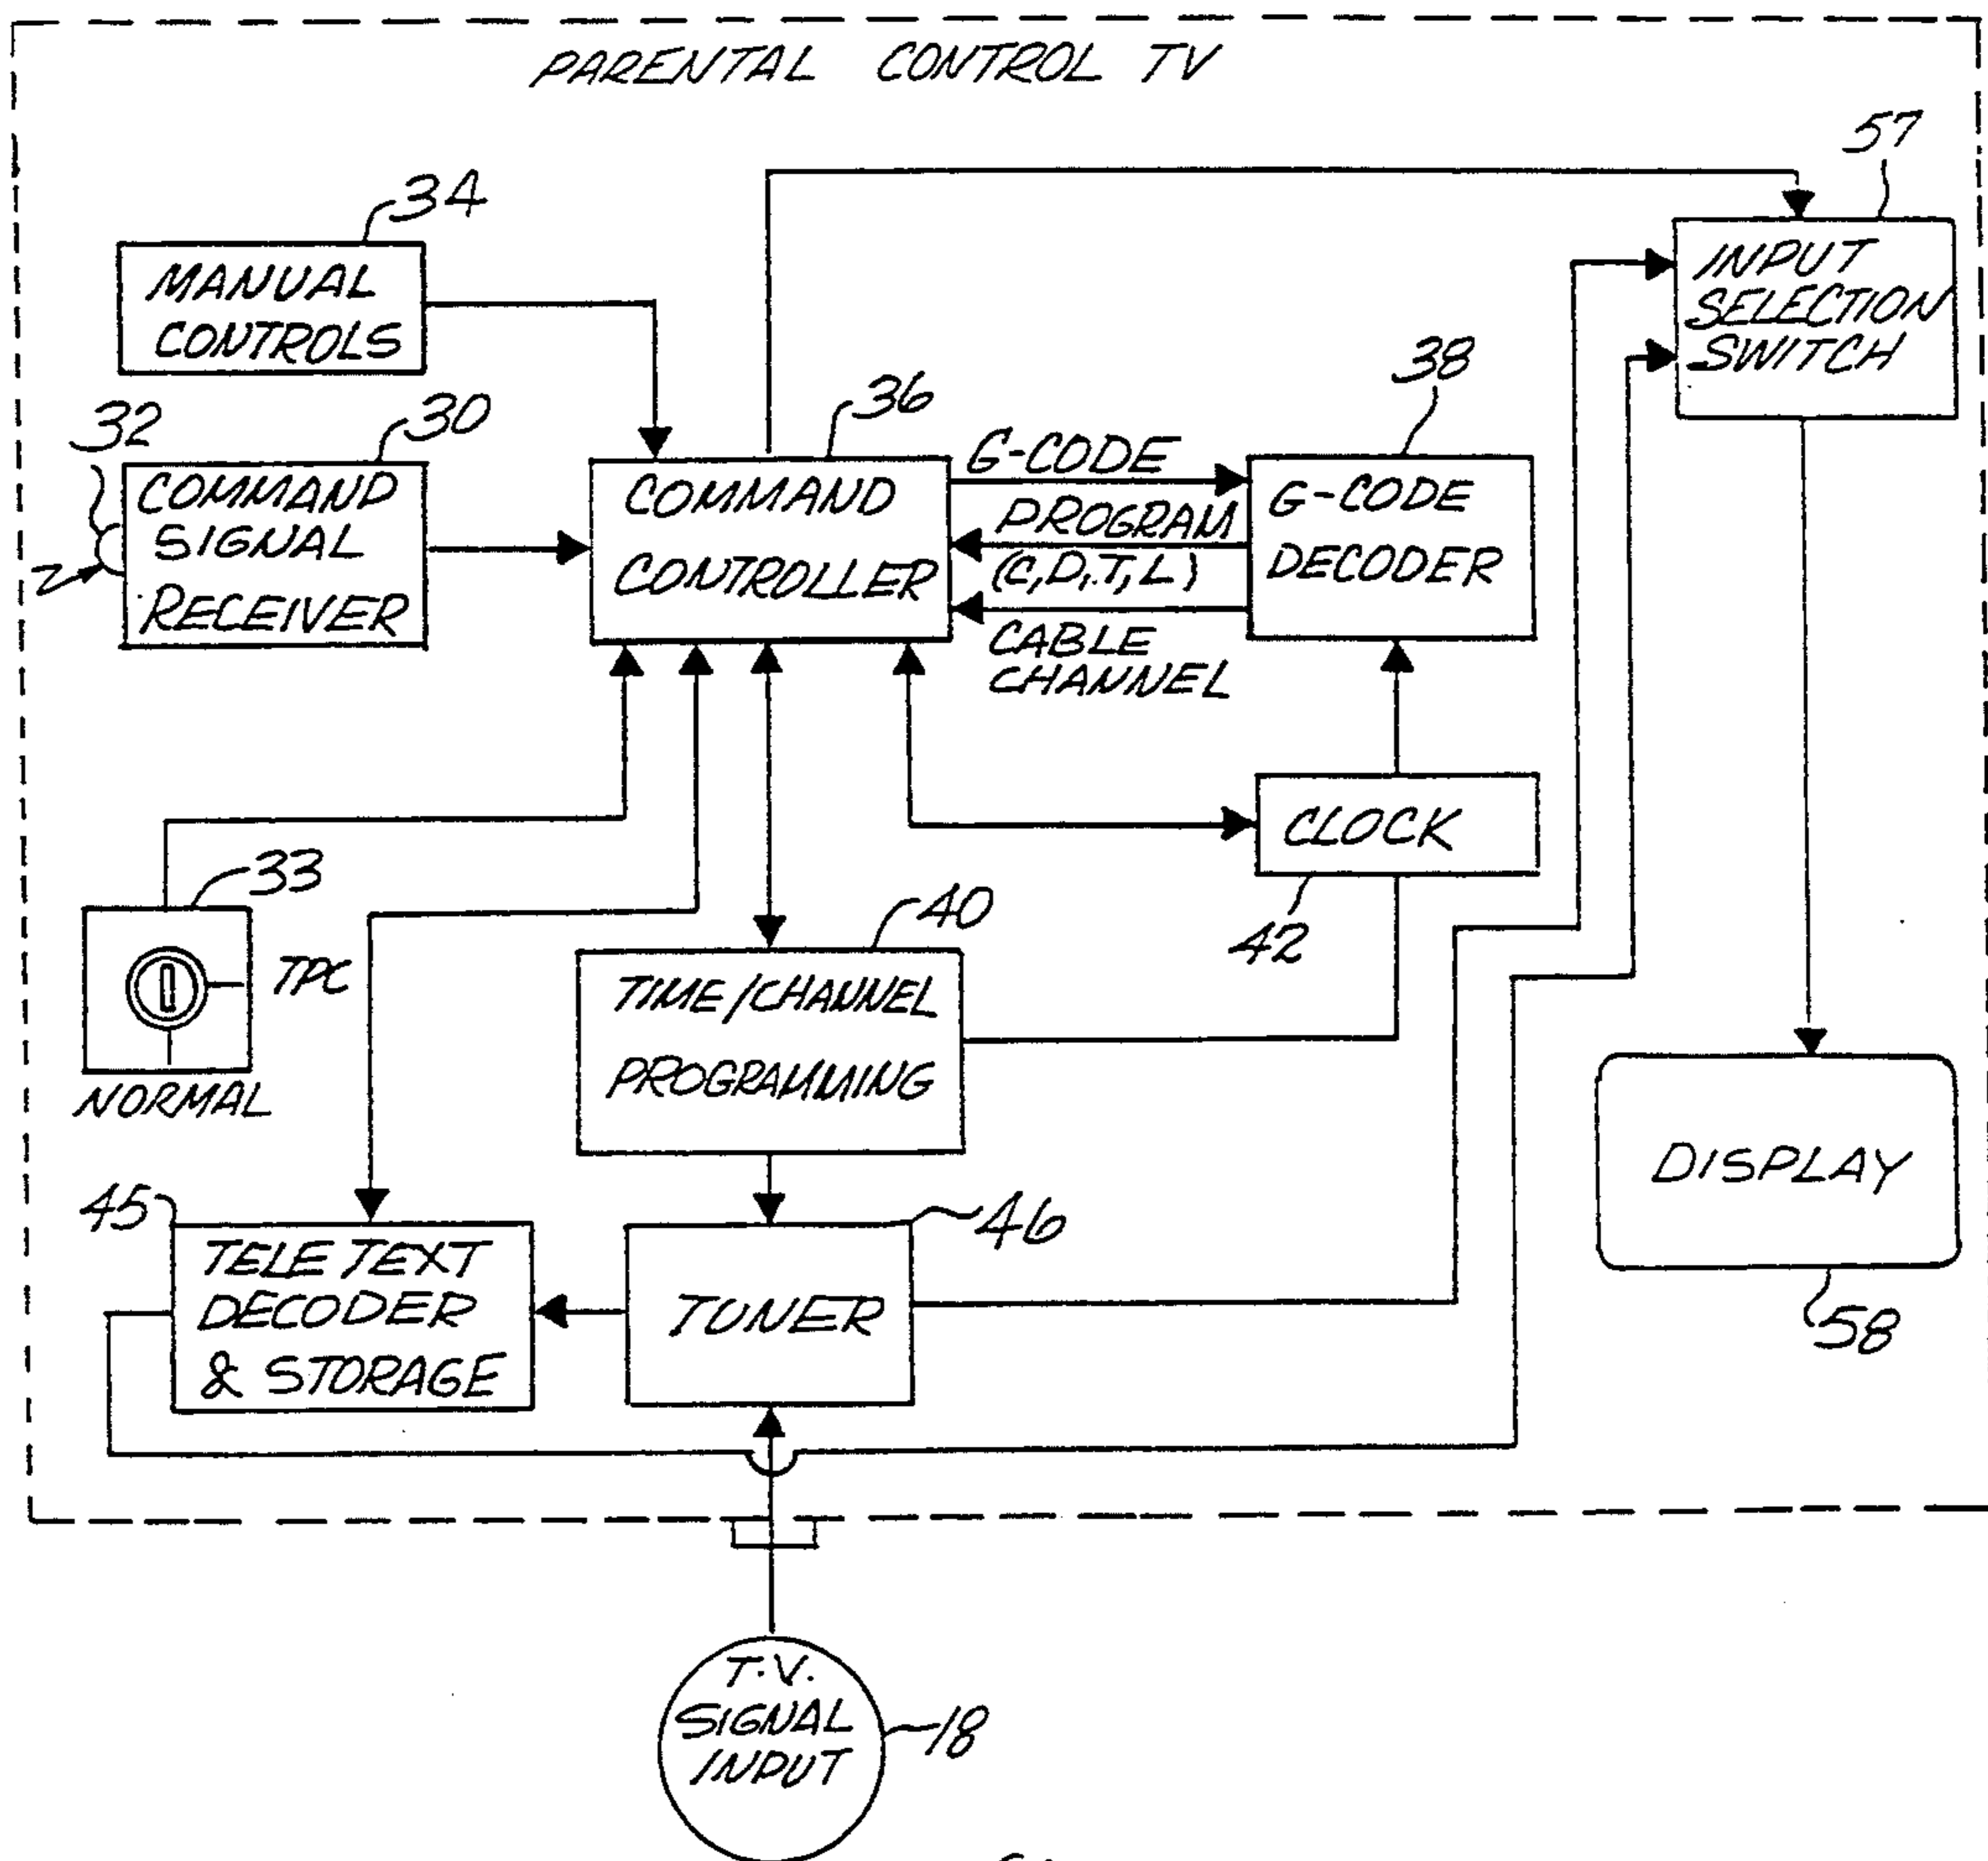 PARENTAL CONTROL TV
57
34
MANUAL
CONTROLS
INPUT
SELECTION
SWITCH
32
30
36
38
COMMAND
SIGNAL
RECEIVER
COMMAND
CONTROLLER
G-CODE
PROGRAM
(C,D,T,L)
CABLE
CHANNEL
G-CODE
DECODER
CLOCK
42
33
TPC
NORMAL
40
TIME/CHANNEL
PROGRAMMING
DISPLAY
58
45
TELE TEXT
DECODER
& STORAGE
46
TUNER
T.V.
SIGNAL
INPUT
18